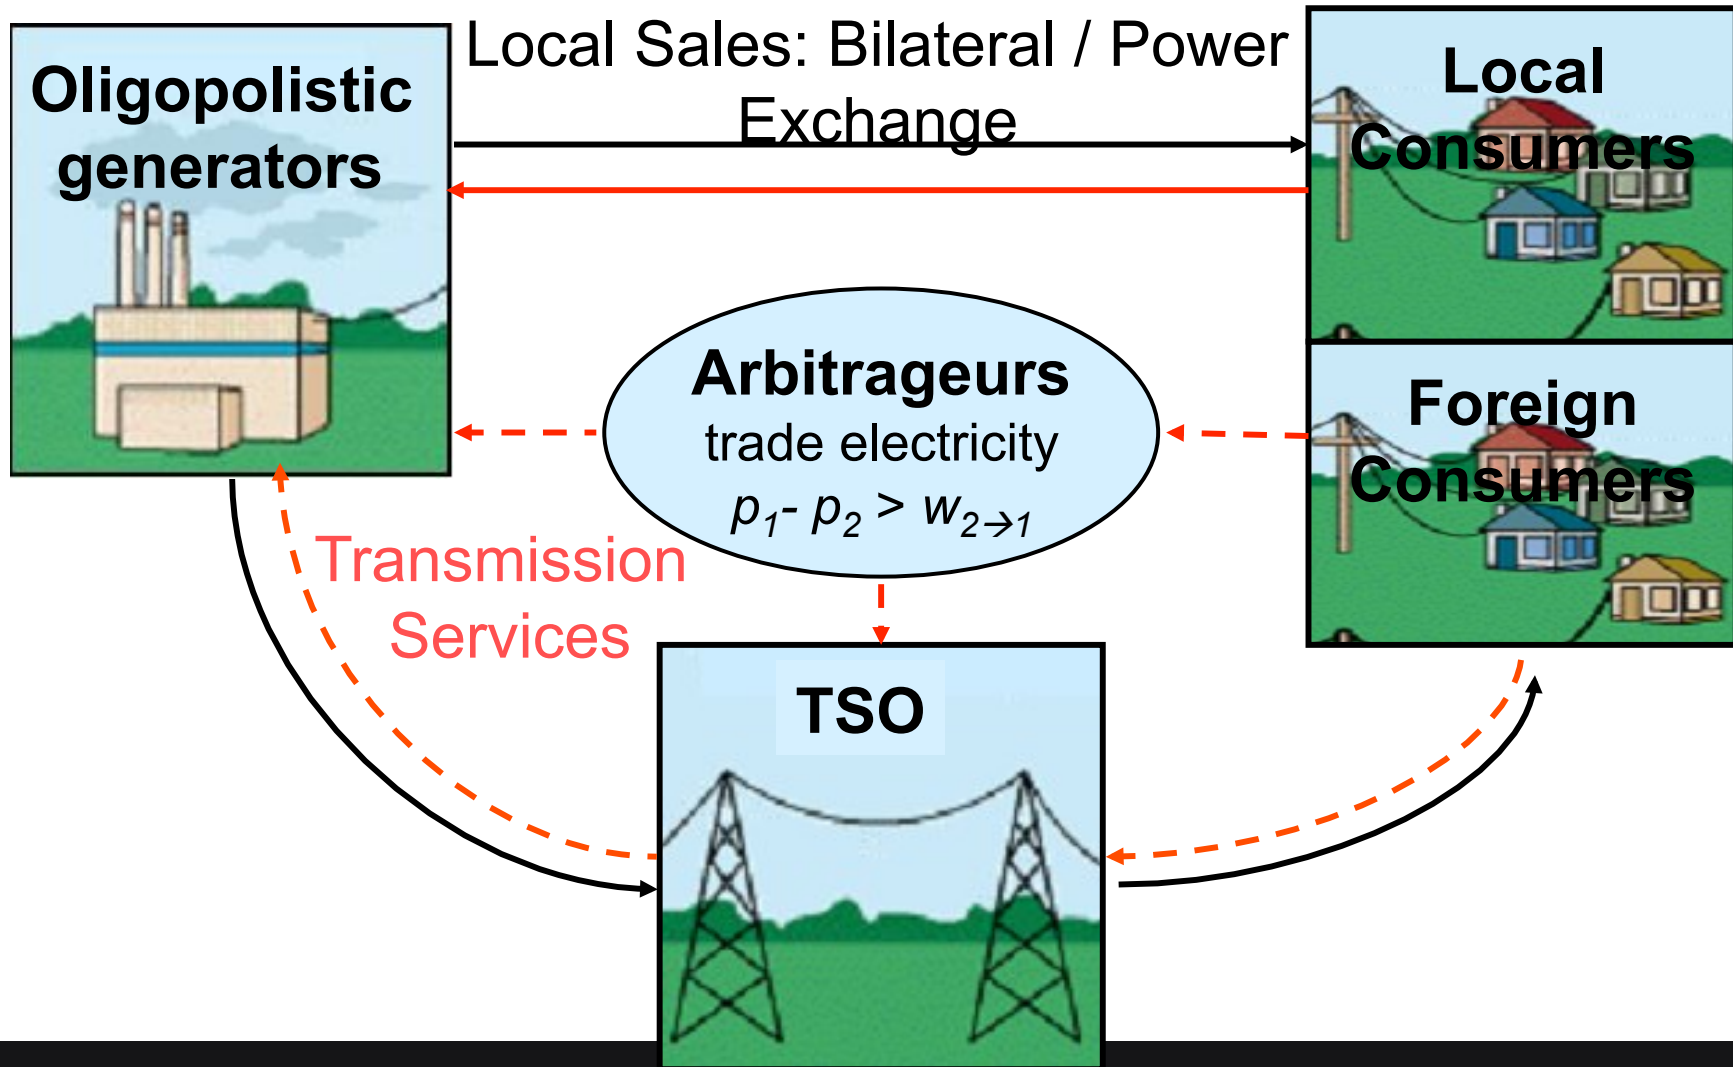 Local Sales: Bilateral / Power
Exchange
Oligopolistic
generators
Local
Consumers
Arbitrageurs
trade electricity
p₁- p₂ > w₂→₁
Foreign
Consumers
Transmission
Services
TSO